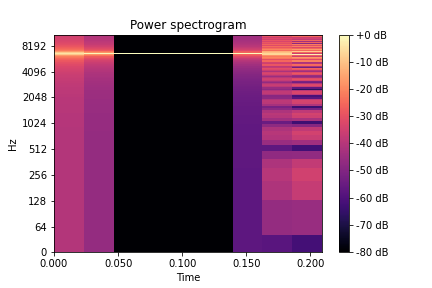 Power spectrogram
8192
4096
2048
1024
512
256
128
64
0
Hz
0.000 0.050 0.100 0.150 0.200
Time
+0 dB
-10 dB
-20 dB
-30 dB
-40 dB
-50 dB
-60 dB
-70 dB
-80 dB